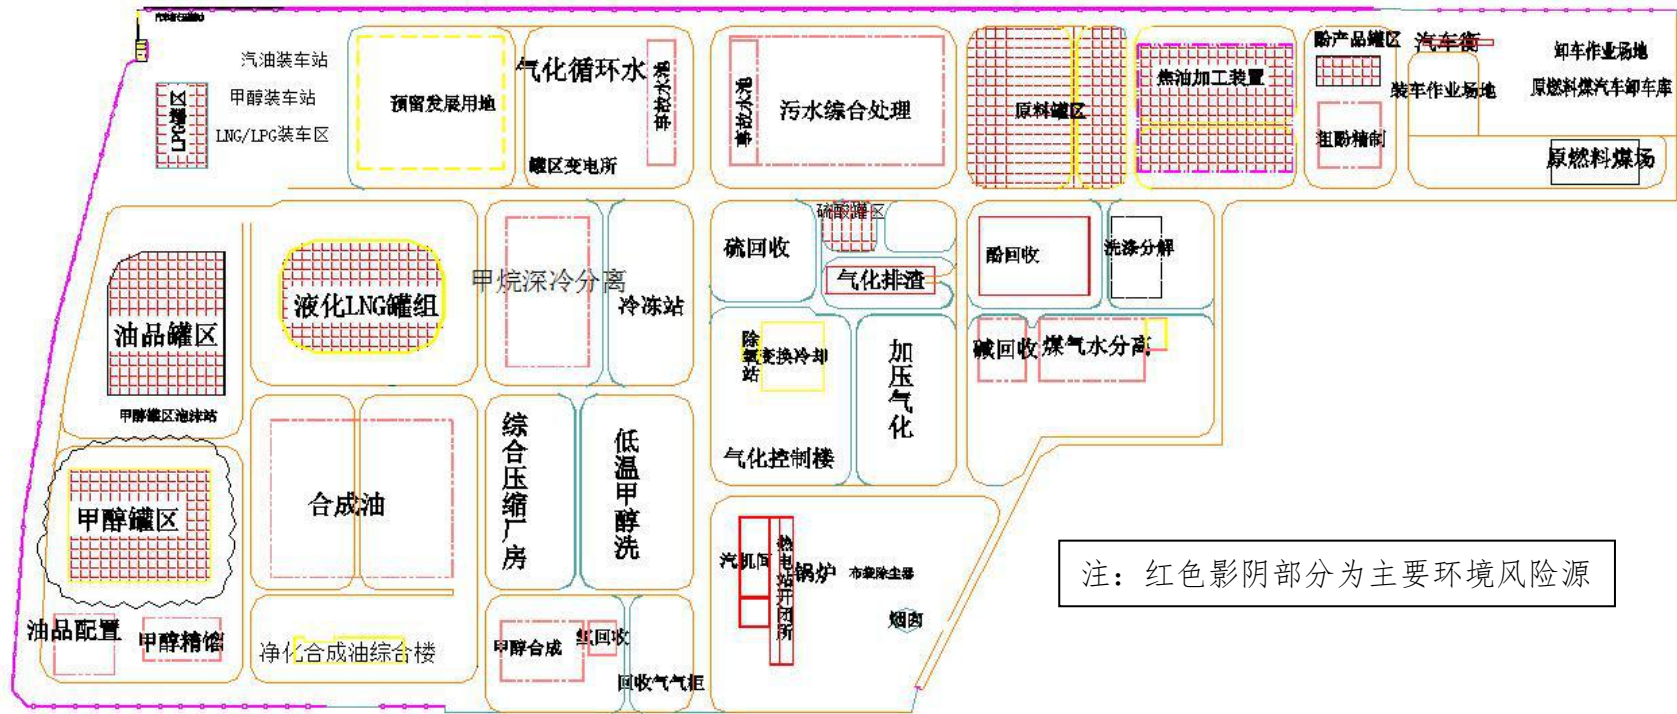 汽油装车站
甲醇装车站
LNG/LPG装车区
LPG罐区
预留发展用地
气化循环水
事故水池
罐区变电所
事故水池
污水综合处理
原料罐区
焦油加工装置
酚产品罐区
汽车衡
卸车作业场地
装车作业场地
原燃料煤汽车卸车库
粗酚精制
原燃料煤场
油品罐区
液化LNG罐组
甲烷深冷分离
冷冻站
硫回收
硫酸罐区
气化排渣
酚回收
洗涤分解
除氧站
变换冷却
加压气化
碱回收
煤气水分离
甲醇罐区泡沫站
综合压缩厂房
低温甲醇洗
气化控制楼
甲醇罐区
合成油
汽机间
热电站开闭所
锅炉
布袋除尘器
烟囱
注：红色影阴部分为主要环境风险源
油品配置
甲醇精馏
净化合成油综合楼
甲醇合成
氢回收
回收气气柜